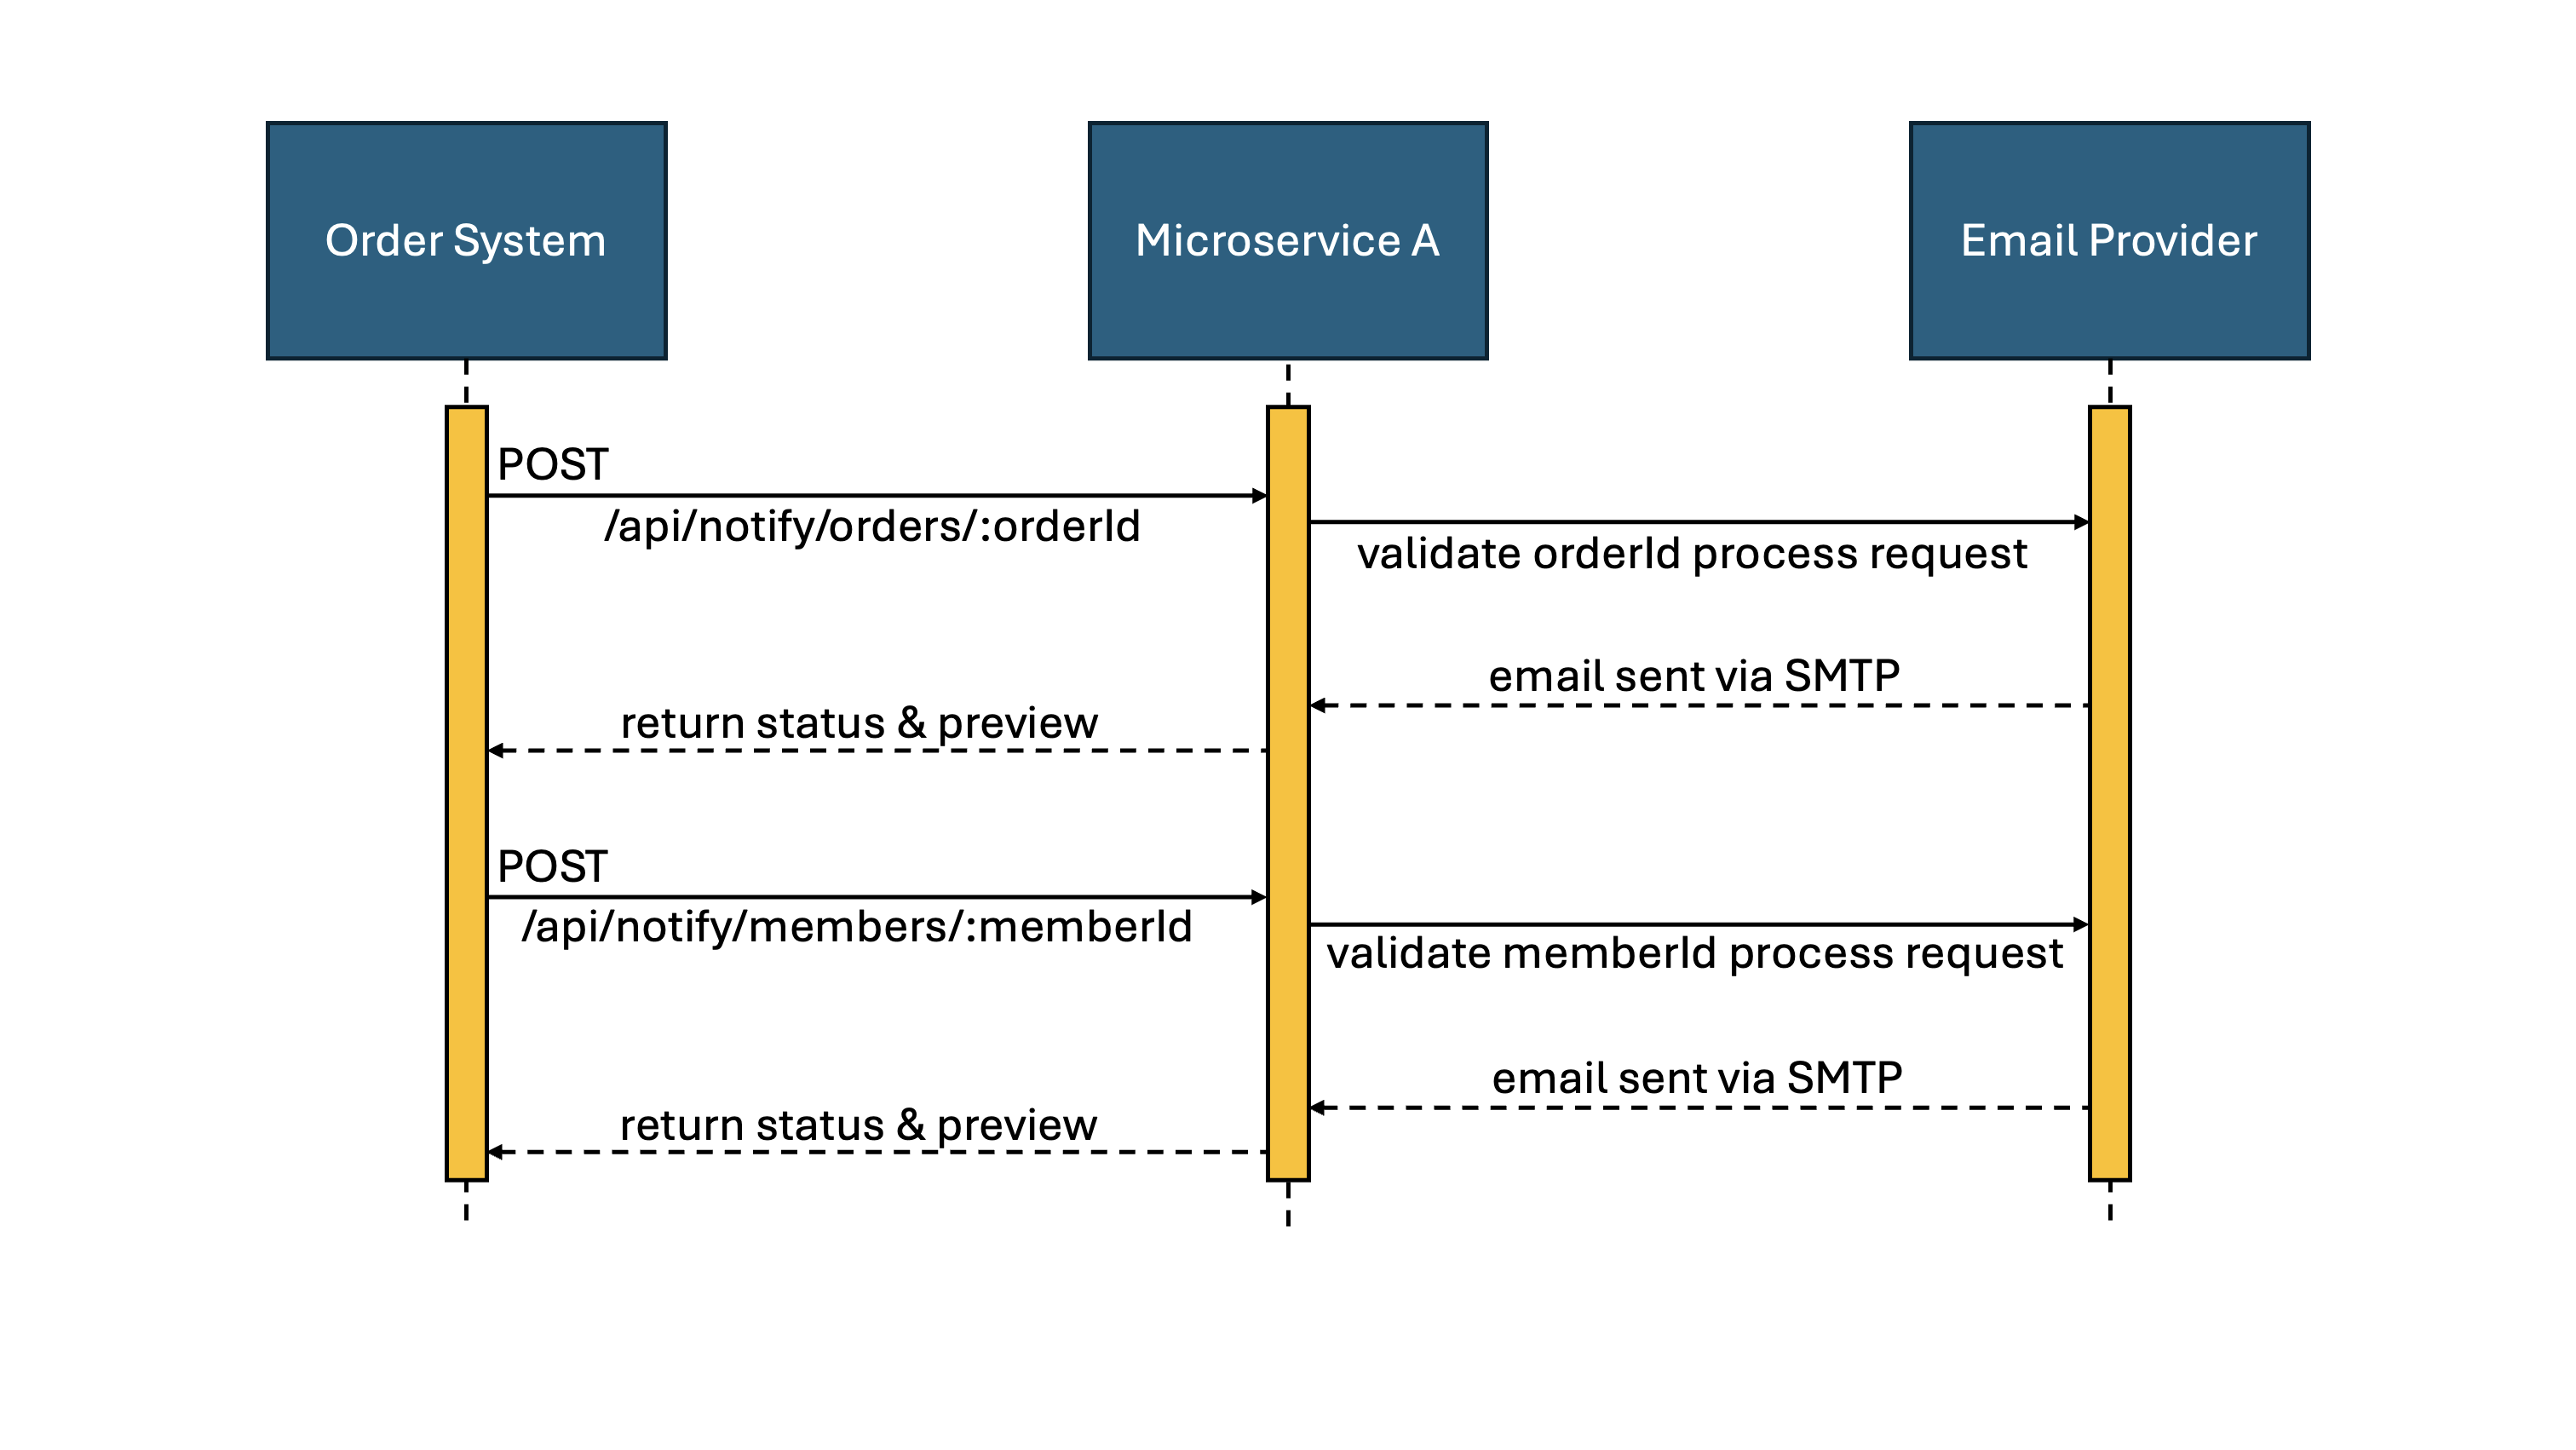 Order System
Microservice A
Email Provider
POST
/api/notify/orders/:orderId
validate orderId process request
email sent via SMTP
return status & preview
POST
/api/notify/members/:memberId
validate memberId process request
email sent via SMTP
return status & preview